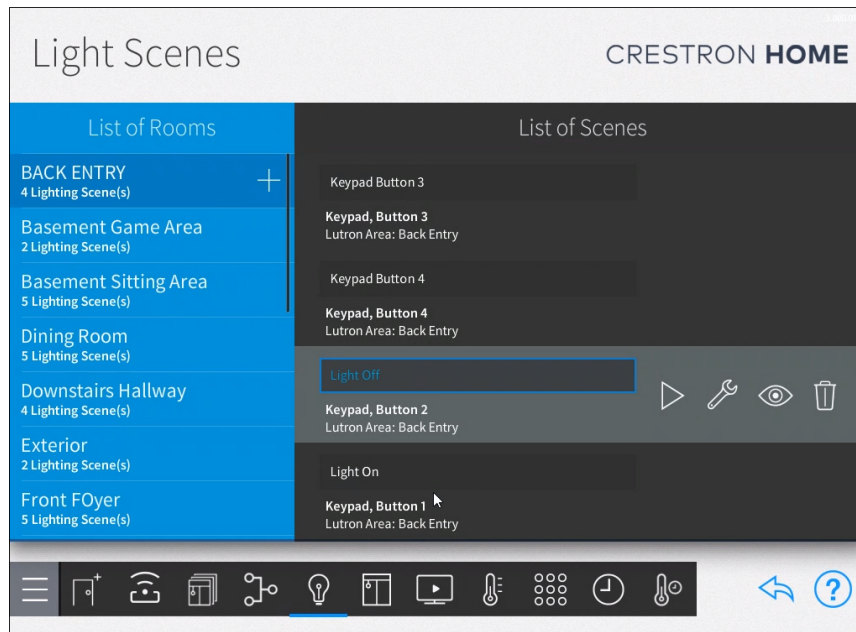 Light Scenes
CRESTRON HOME
List of Rooms
BACK ENTRY
4 Lighting Scene(s)
Basement Game Area
2 Lighting Scene(s)
Basement Sitting Area
5 Lighting Scene(s)
Dining Room
5 Lighting Scene(s)
Downstairs Hallway
4 Lighting Scene(s)
Exterior
2 Lighting Scene(s)
Front FOyer
5 Lighting Scene(s)
List of Scenes
Keypad Button 3
Keypad, Button 3
Lutron Area: Back Entry
Keypad Button 4
Keypad, Button 4
Lutron Area: Back Entry
Light Off
Keypad, Button 2
Lutron Area: Back Entry
Light On
Keypad, Button 1
Lutron Area: Back Entry
?